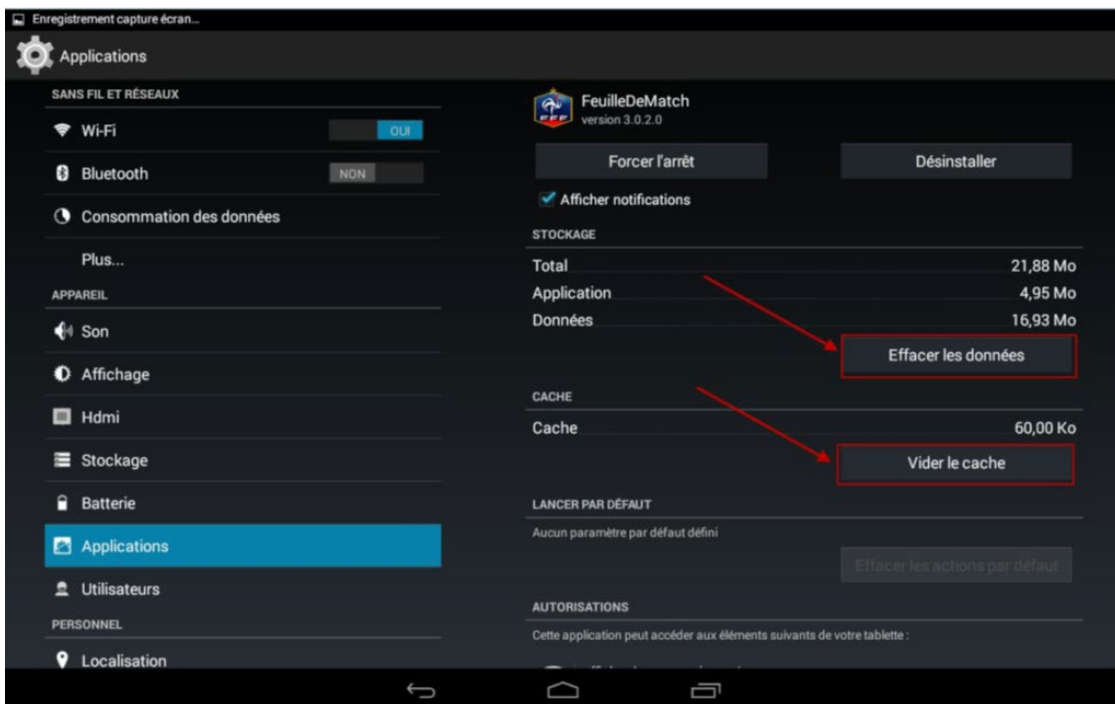 Enregistrement capture écran...
Applications
SANS FIL ET RÉSEAUX
Wi-Fi
OUI
Bluetooth
NON
Consommation des données
Plus...
APPAREIL
Son
Affichage
Hdmi
Stockage
Batterie
Applications
Utilisateurs
PERSONNEL
Localisation
FFF
FeuilleDeMatch
version 3.0.2.0
Forcer l'arrêt
Désinstaller
Afficher notifications
STOCKAGE
Total 21,88 Mo
Application 4,95 Mo
Données 16,93 Mo
Effacer les données
CACHE
Cache 60,00 Ko
Vider le cache
LANCER PAR DÉFAUT
Aucun paramètre par défaut défini
Effacer les actions par défaut
AUTORISATIONS
Cette application peut accéder aux éléments suivants de votre tablette :